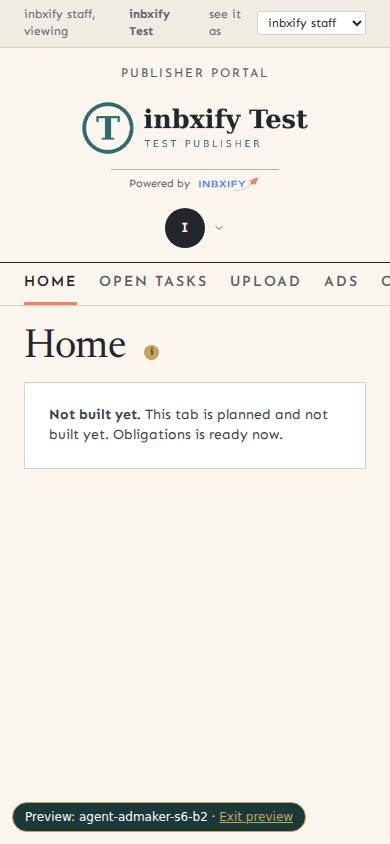 inbxify staff, viewing
inbxify Test
see it as
inbxify staff
PUBLISHER PORTAL
T
inbxify Test
TEST PUBLISHER
Powered by INBXIFY
I
HOME OPEN TASKS UPLOAD ADS
Home i
Not built yet. This tab is planned and not
built yet. Obligations is ready now.
Preview: agent-admaker-s6-b2 · Exit preview